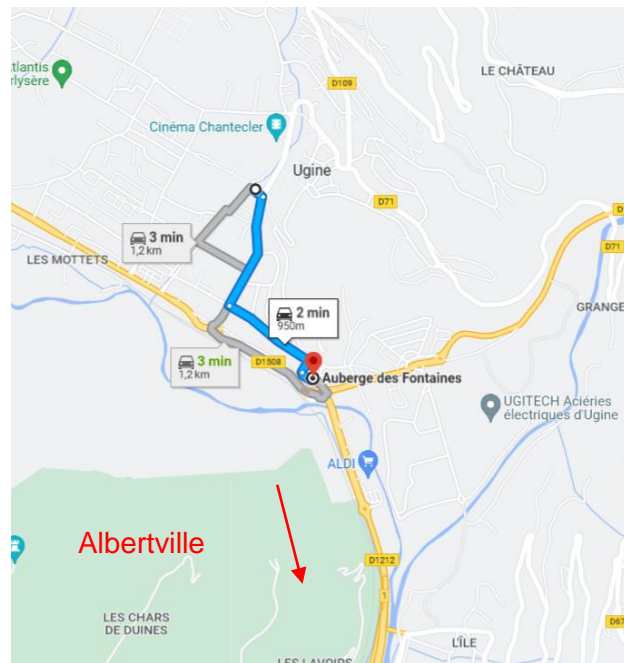 LE CHÂTEAU
Atlantis
rlysère
D109
Cinéma Chantecler
Ugine
D71
3 min
1,2 km
LES MOTTETS
D71
2 min
950m
GRANGE
3 min
1,2 km
D1508
Auberge des Fontaines
UGITECH Aciéries
électriques d'Ugine
ALDI
Albertville
D1212
1
LES CHARS
DE DUINES
D67
L'ÎLE